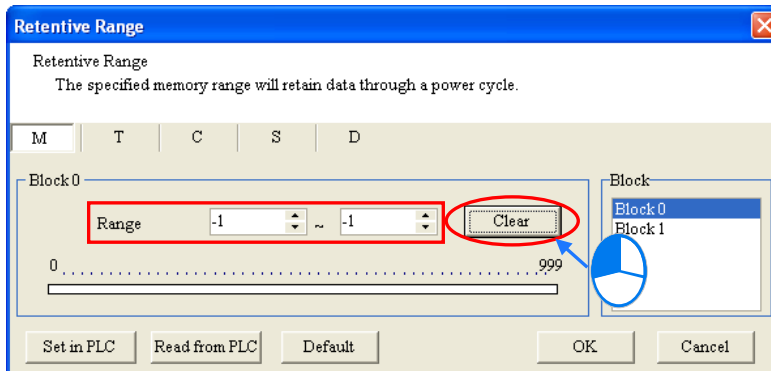 Retentive Range
Retentive Range
The specified memory range will retain data through a power cycle.
M T C S D
Block 0 Block
Range -1 ~ -1 Clear Block 0
Block 1
0 999
Set in PLC Read from PLC Default OK Cancel